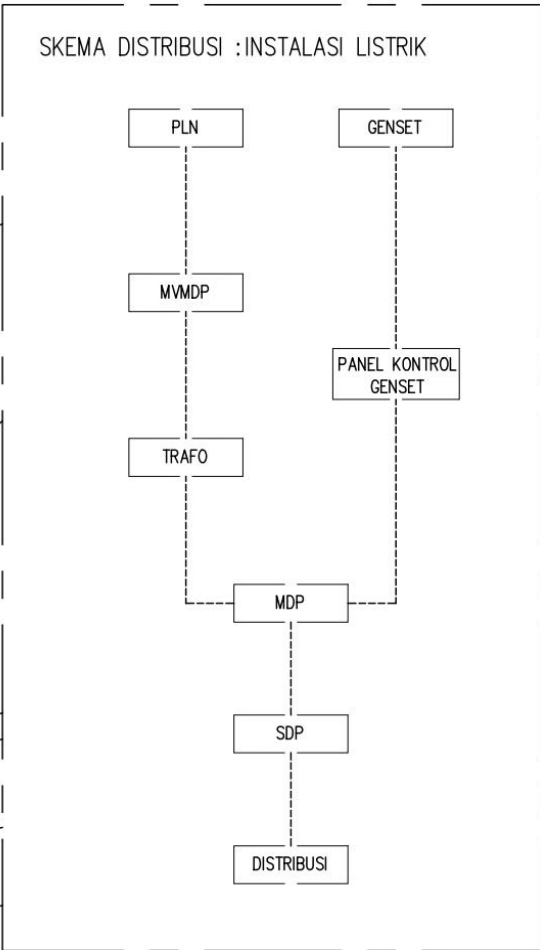 SKEMA DISTRIBUSI :INSTALASI LISTRIK
PLN
GENSET
MVMDP
PANEL KONTROL
GENSET
TRAFO
MDP
SDP
DISTRIBUSI